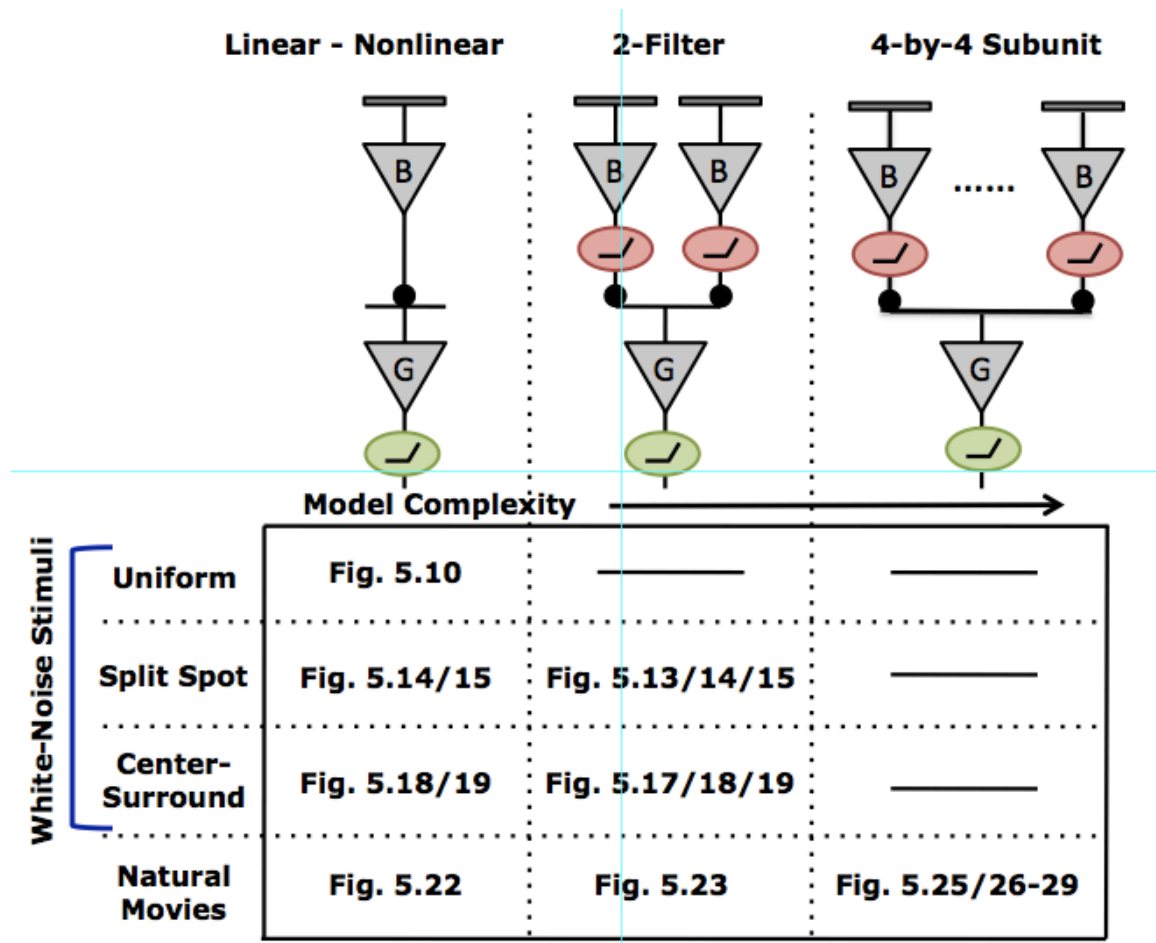 Linear - Nonlinear 2-Filter 4-by-4 Subunit
B B B B ...... B
G G G
Model Complexity
White-Noise Stimuli
Uniform Fig. 5.10
Split Spot Fig. 5.14/15 Fig. 5.13/14/15
Center-
Surround Fig. 5.18/19 Fig. 5.17/18/19
Natural
Movies Fig. 5.22 Fig. 5.23 Fig. 5.25/26-29